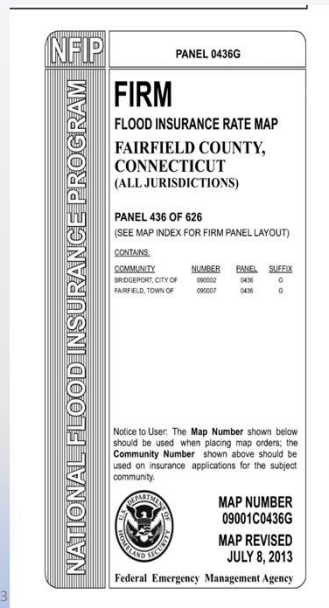 NFIP
PANEL 0436G
NATIONAL FLOOD INSURANCE PROGRAM
FIRM
FLOOD INSURANCE RATE MAP
FAIRFIELD COUNTY,
CONNECTICUT
(ALL JURISDICTIONS)
PANEL 436 OF 626
(SEE MAP INDEX FOR FIRM PANEL LAYOUT)
CONTAINS:
COMMUNITY NUMBER PANEL SUFFIX
BRIDGEPORT, CITY OF 090002 0436 G
FAIRFIELD, TOWN OF 090007 0436 G
Notice to User: The Map Number shown below
should be used when placing map orders; the
Community Number shown above should be
used on insurance applications for the subject
community.
U.S. DEPARTMENT OF
HOMELAND SECURITY
MAP NUMBER
09001C0436G
MAP REVISED
JULY 8, 2013
Federal Emergency Management Agency
3